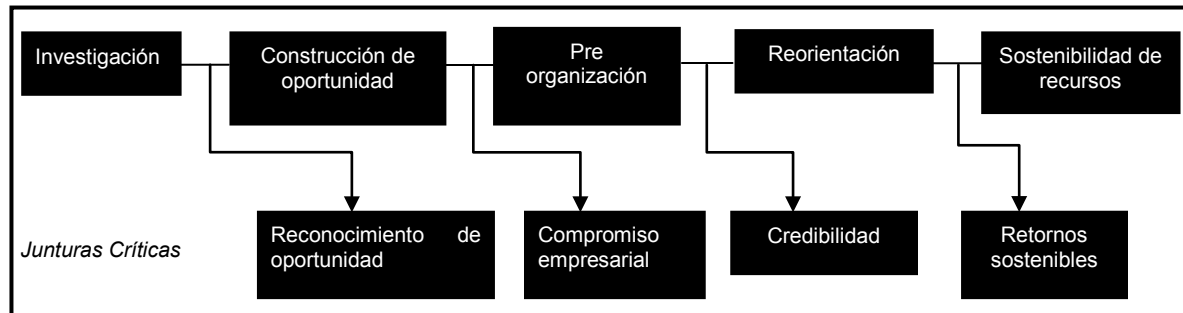 Investigación
Construcción de
oportunidad
Pre
organización
Reorientación
Sostenibilidad de
recursos
Junturas Críticas
Reconocimiento de
oportunidad
Compromiso
empresarial
Credibilidad
Retornos
sostenibles